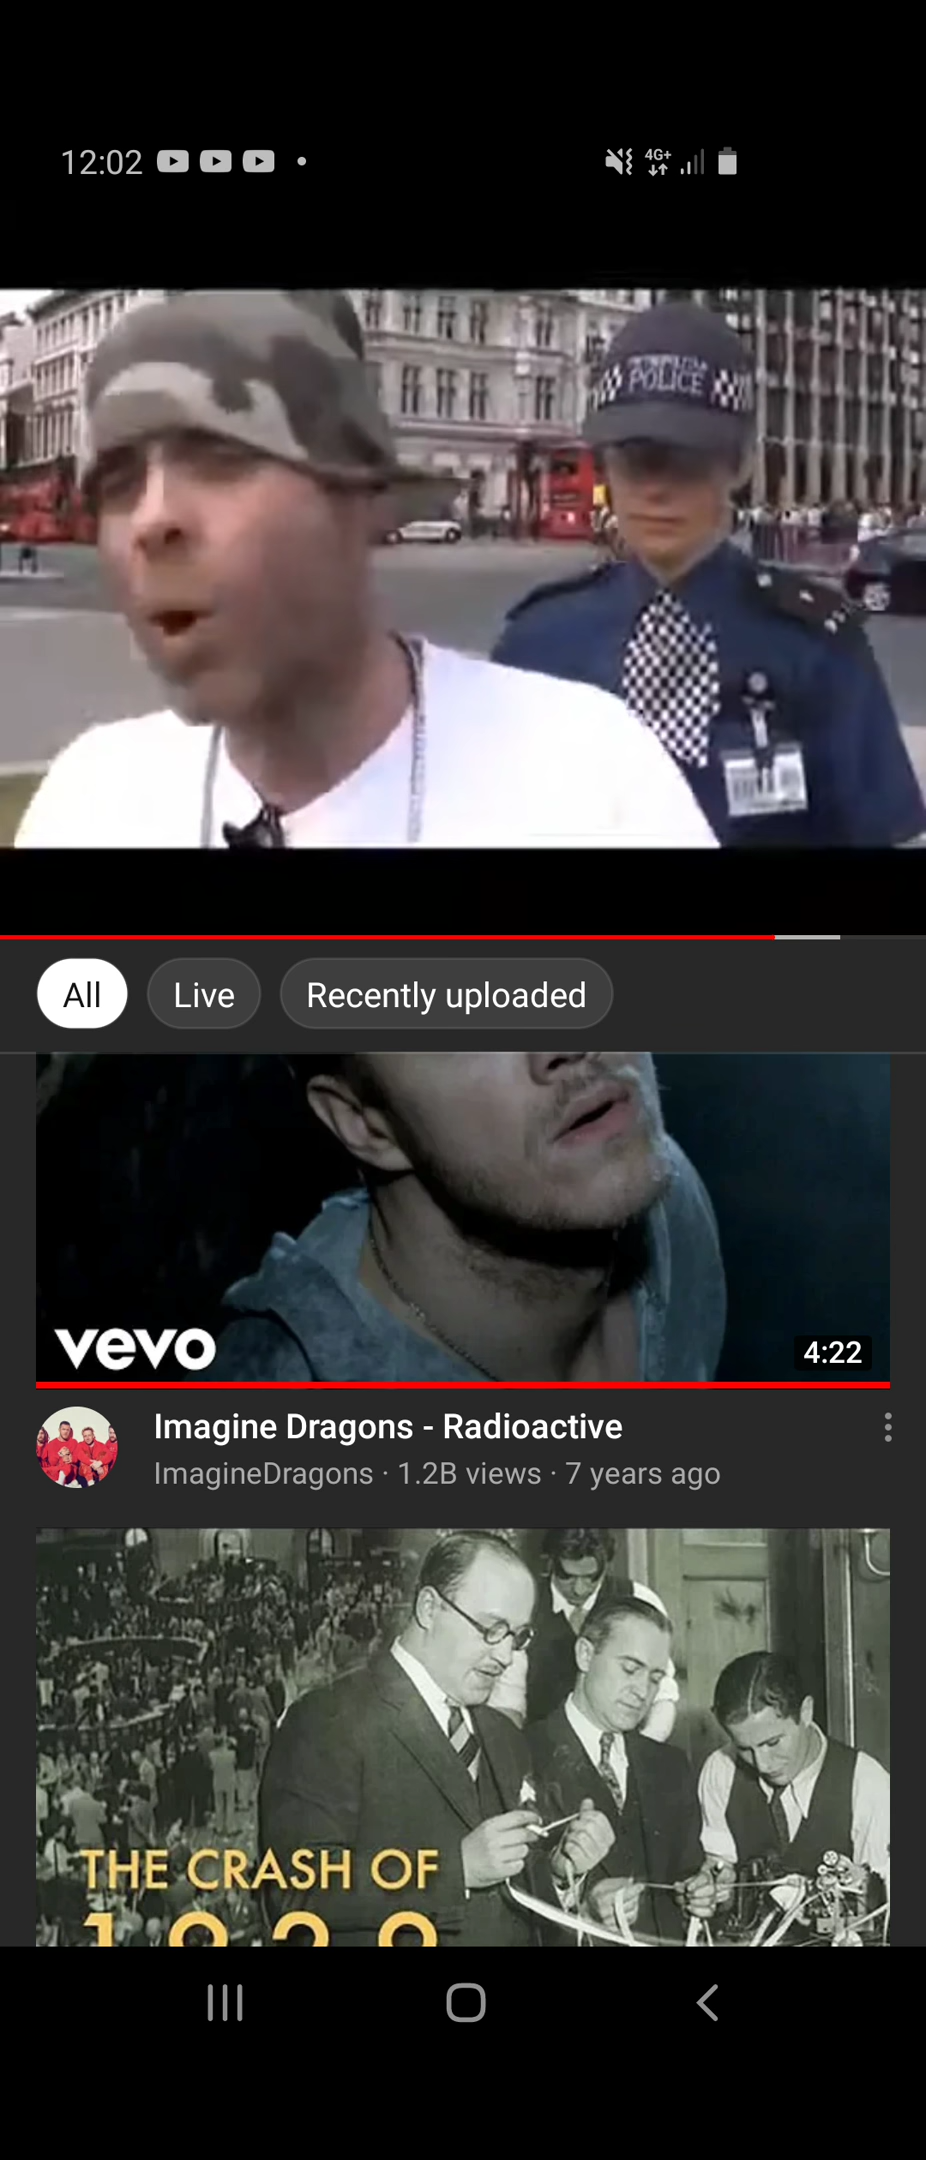 12:02
4G+
POLICE
All
Live
Recently uploaded
vevo
4:22
Imagine Dragons - Radioactive
ImagineDragons · 1.2B views · 7 years ago
THE CRASH OF
1929